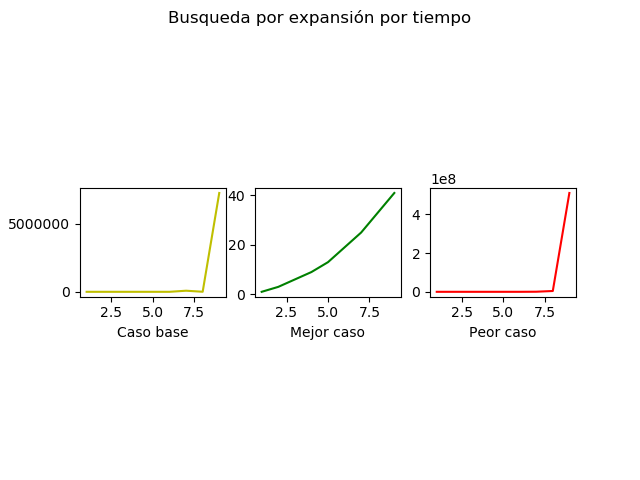 Busqueda por expansión por tiempo
1e8
5000000
0
40
20
0
4
2
0
2.5 5.0 7.5
2.5 5.0 7.5
2.5 5.0 7.5
Caso base
Mejor caso
Peor caso